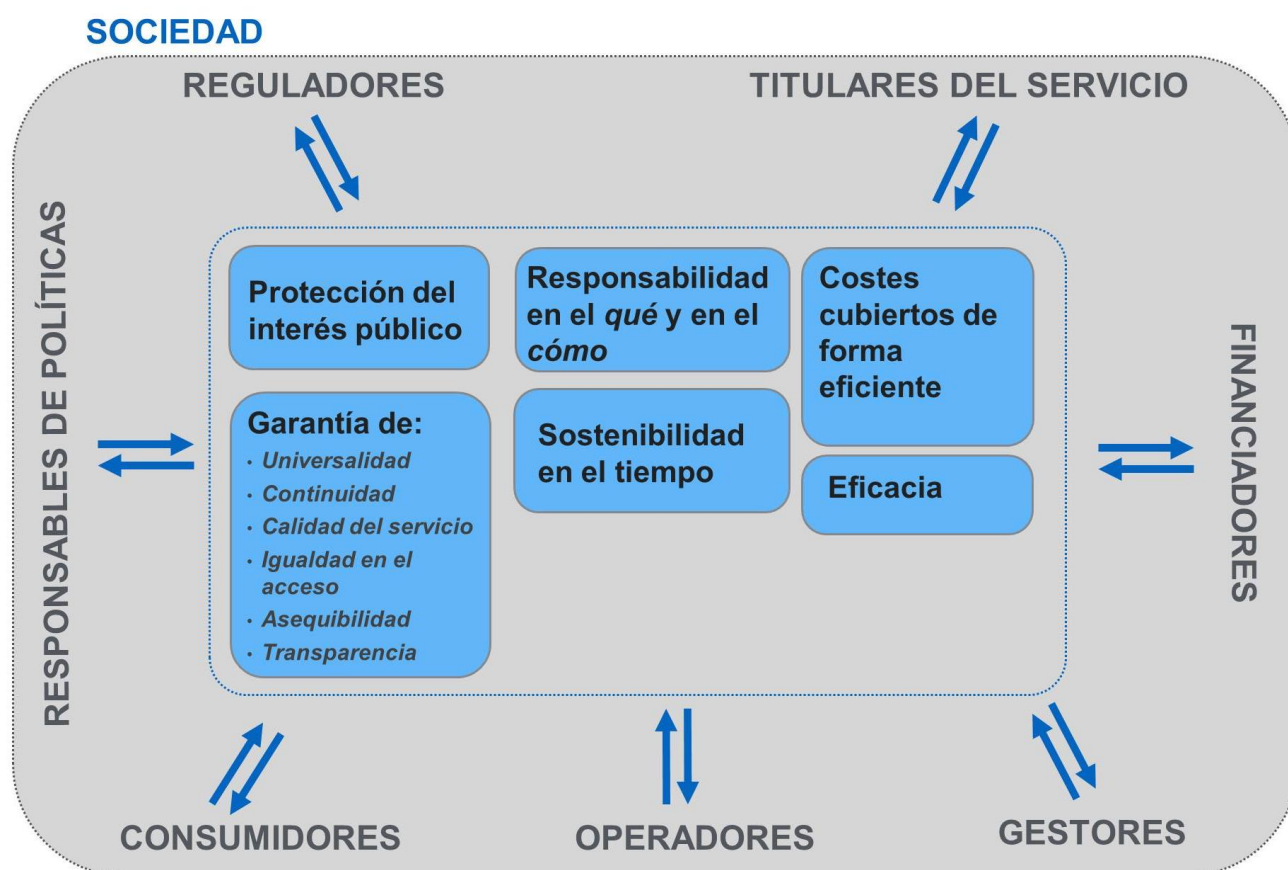 SOCIEDAD
REGULADORES
TITULARES DEL SERVICIO
RESPONSABLES DE POLÍTICAS
Protección del
interés público
Responsabilidad
en el qué y en el
cómo
Costes
cubiertos de
forma
eficiente
Garantía de:
· Universalidad
· Continuidad
· Calidad del servicio
· Igualdad en el
acceso
· Asequibilidad
· Transparencia
Sostenibilidad
en el tiempo
Eficacia
FINANCIADORES
CONSUMIDORES
OPERADORES
GESTORES